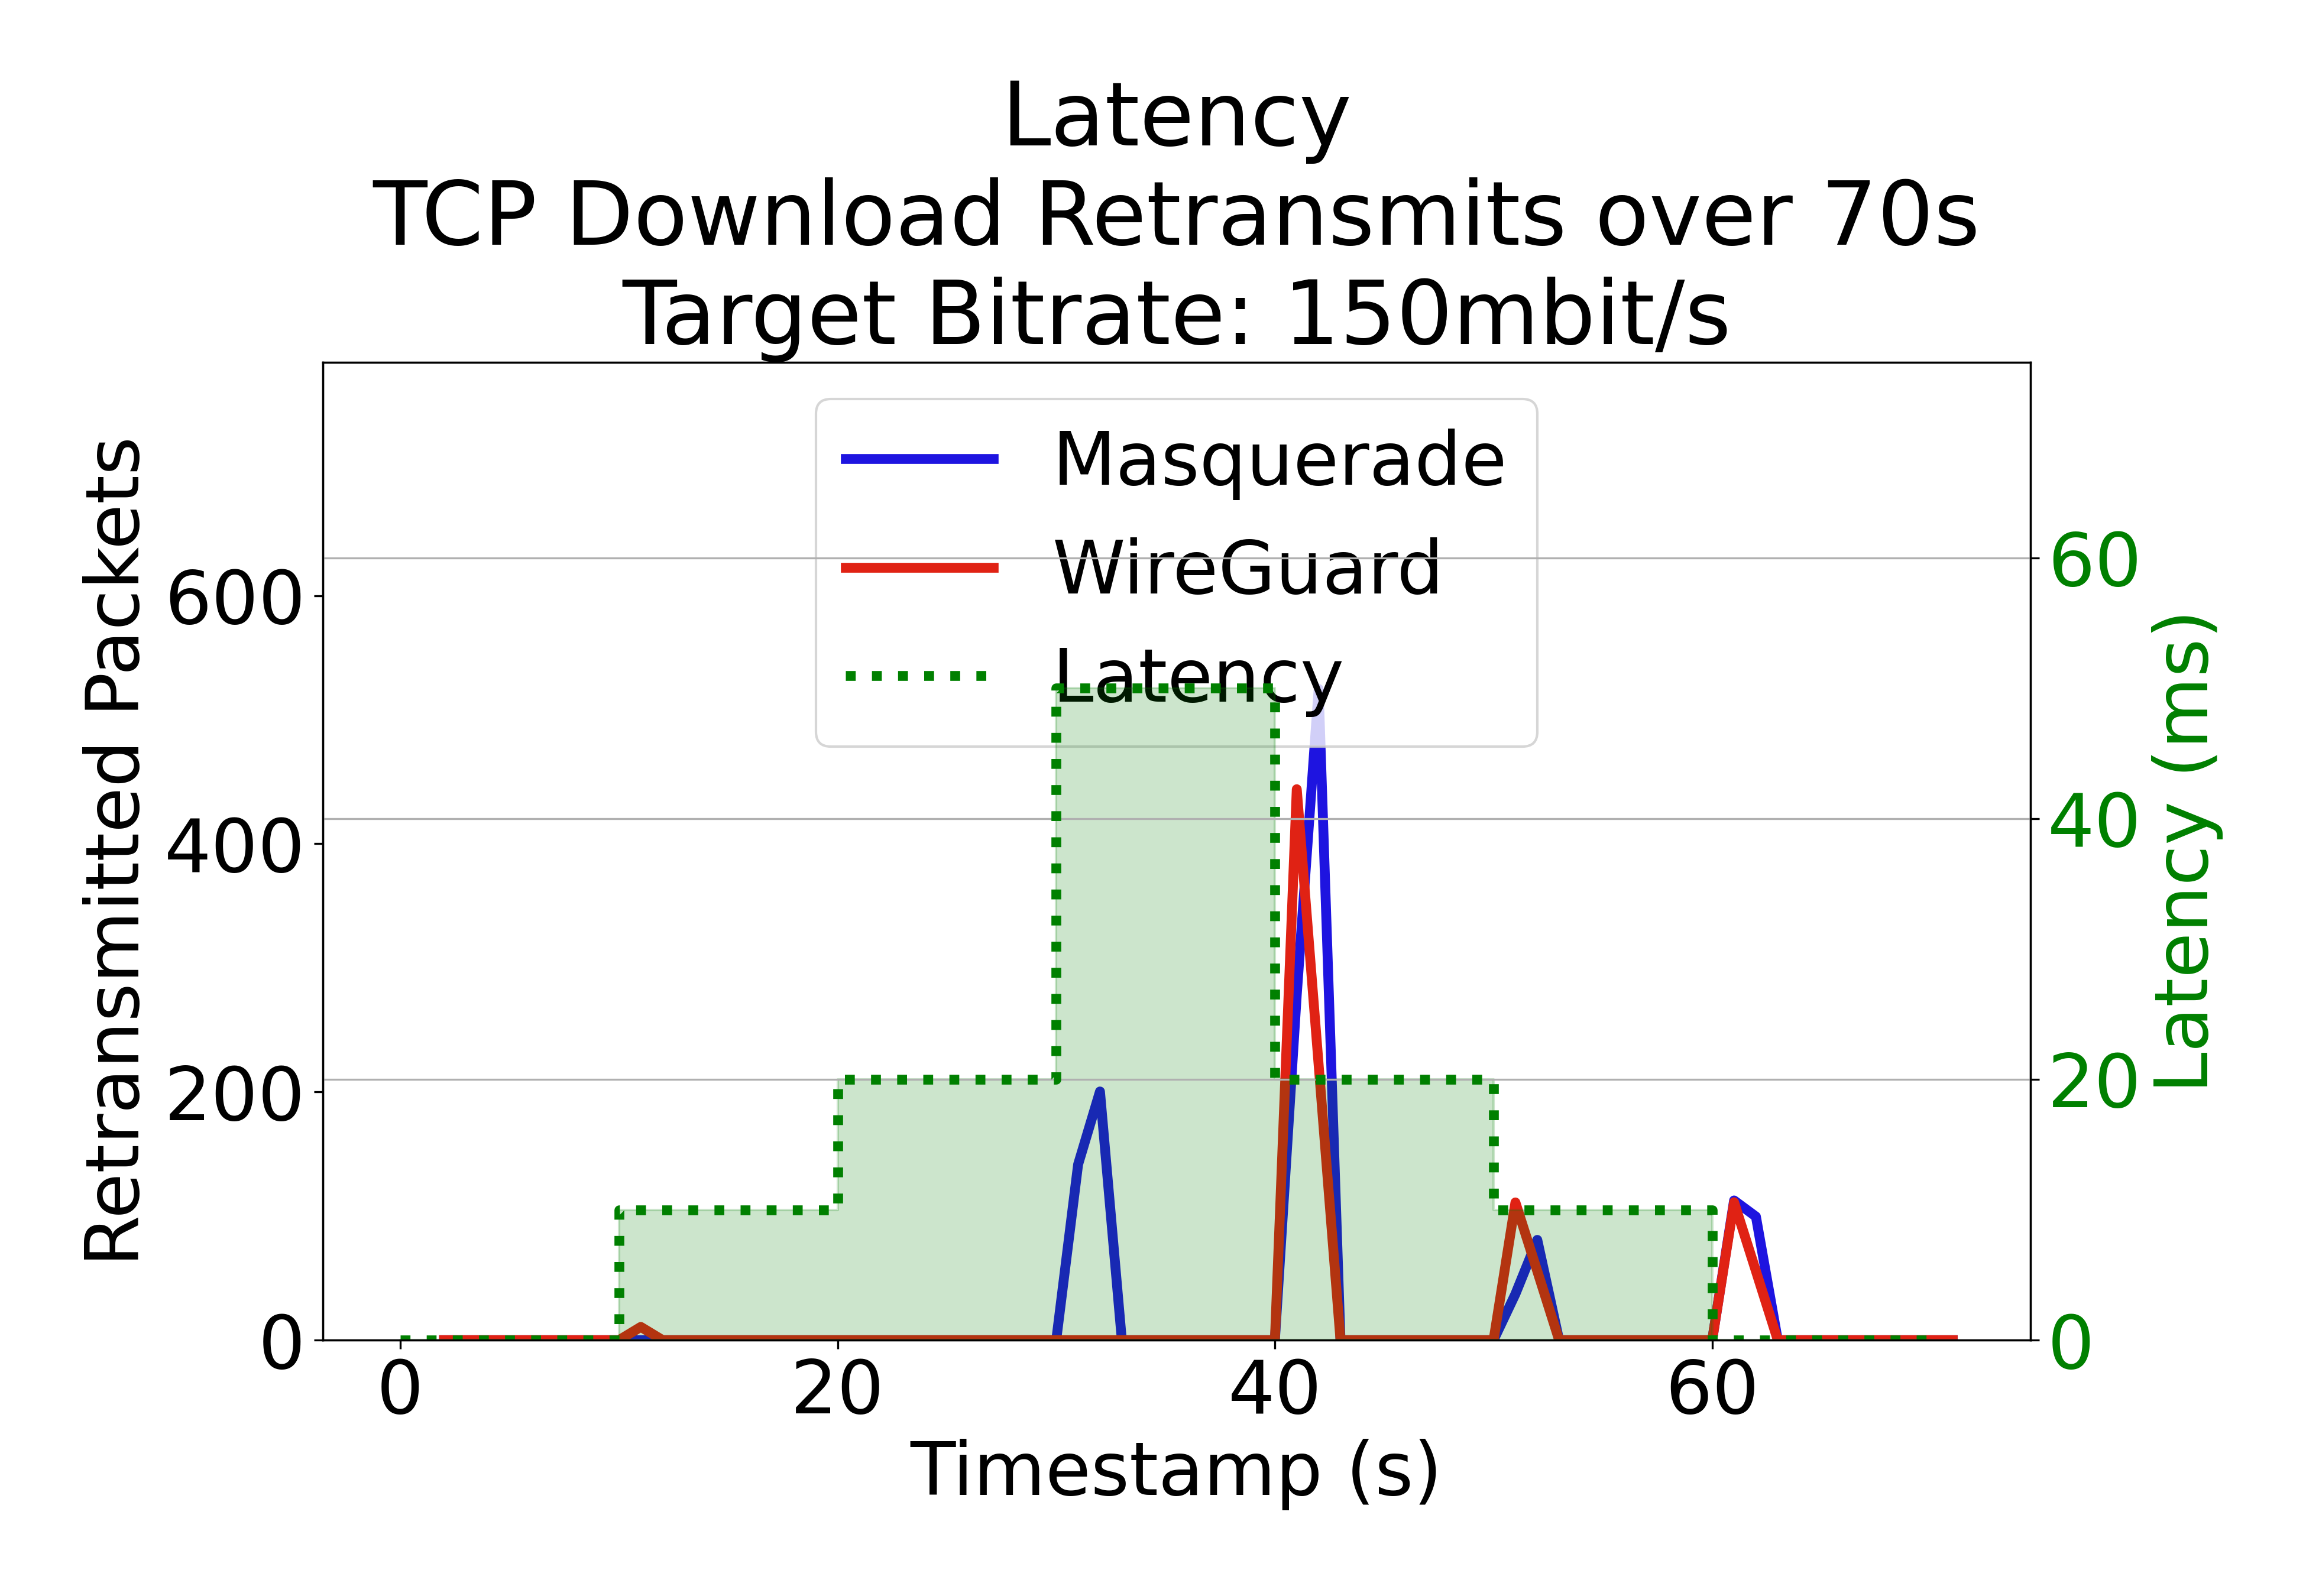 Latency
TCP Download Retransmits over 70s
Target Bitrate: 150mbit/s
Retransmitted Packets
600
400
200
0
Masquerade
WireGuard
Latency
60
40
20
0
Latency (ms)
0 20 40 60
Timestamp (s)